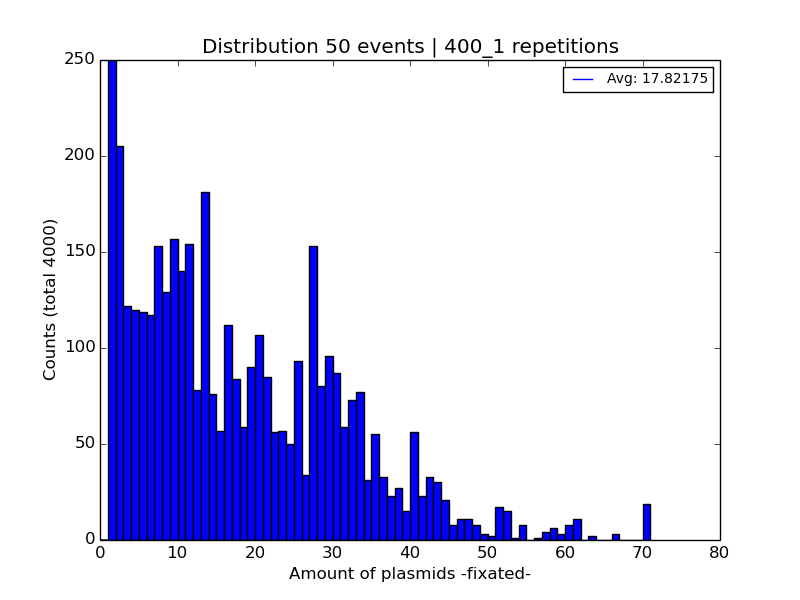 Distribution 50 events | 400_1 repetitions
Avg: 17.82175
250
200
150
100
50
0
Counts (total 4000)
0 10 20 30 40 50 60 70 80
Amount of plasmids -fixated-